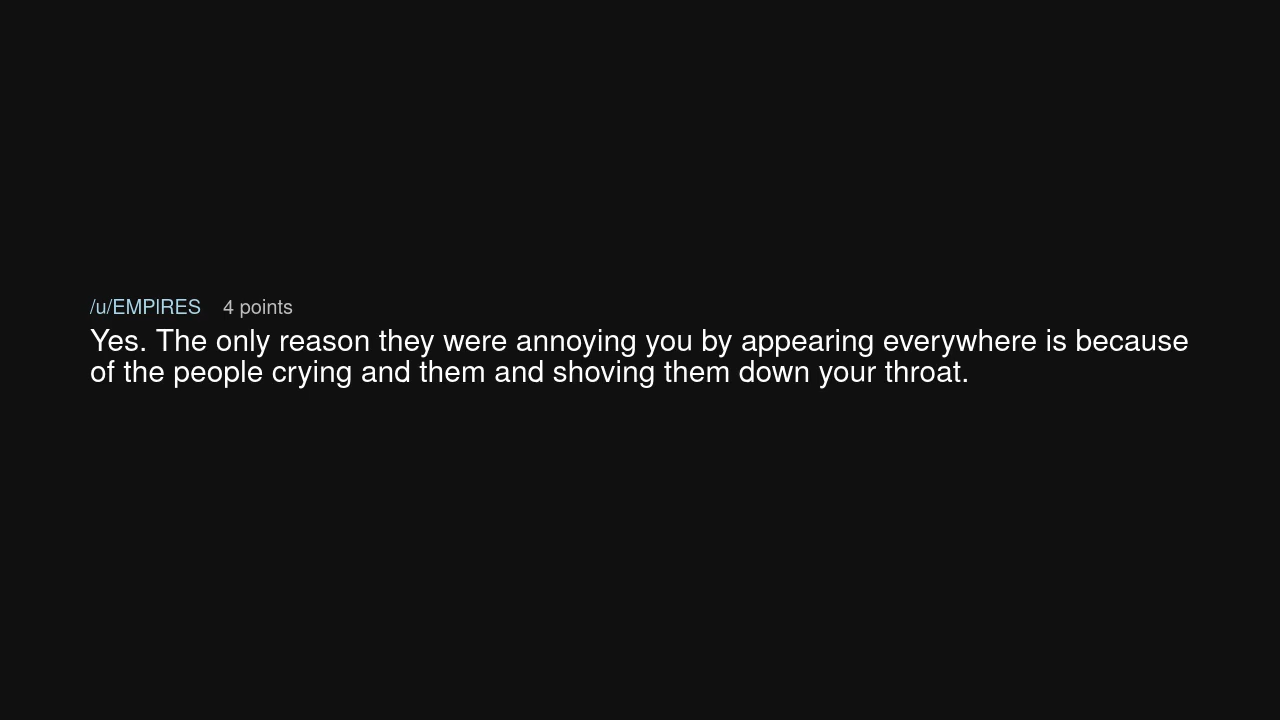 /u/EMPIRES 4 points
Yes. The only reason they were annoying you by appearing everywhere is because
of the people crying and them and shoving them down your throat.